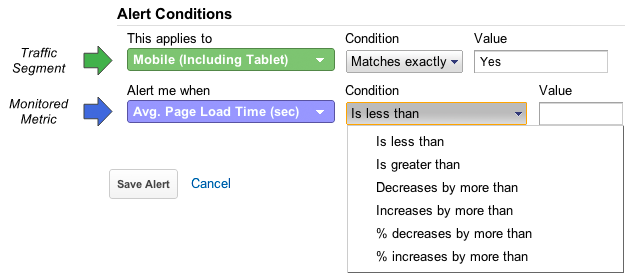 Alert Conditions
Traffic
Segment
This applies to
Condition
Value
Mobile (Including Tablet)
Matches exactly
Yes
Monitored
Metric
Alert me when
Condition
Value
Avg. Page Load Time (sec)
Is less than
Is less than
Is greater than
Decreases by more than
Increases by more than
% decreases by more than
% increases by more than
Save Alert
Cancel